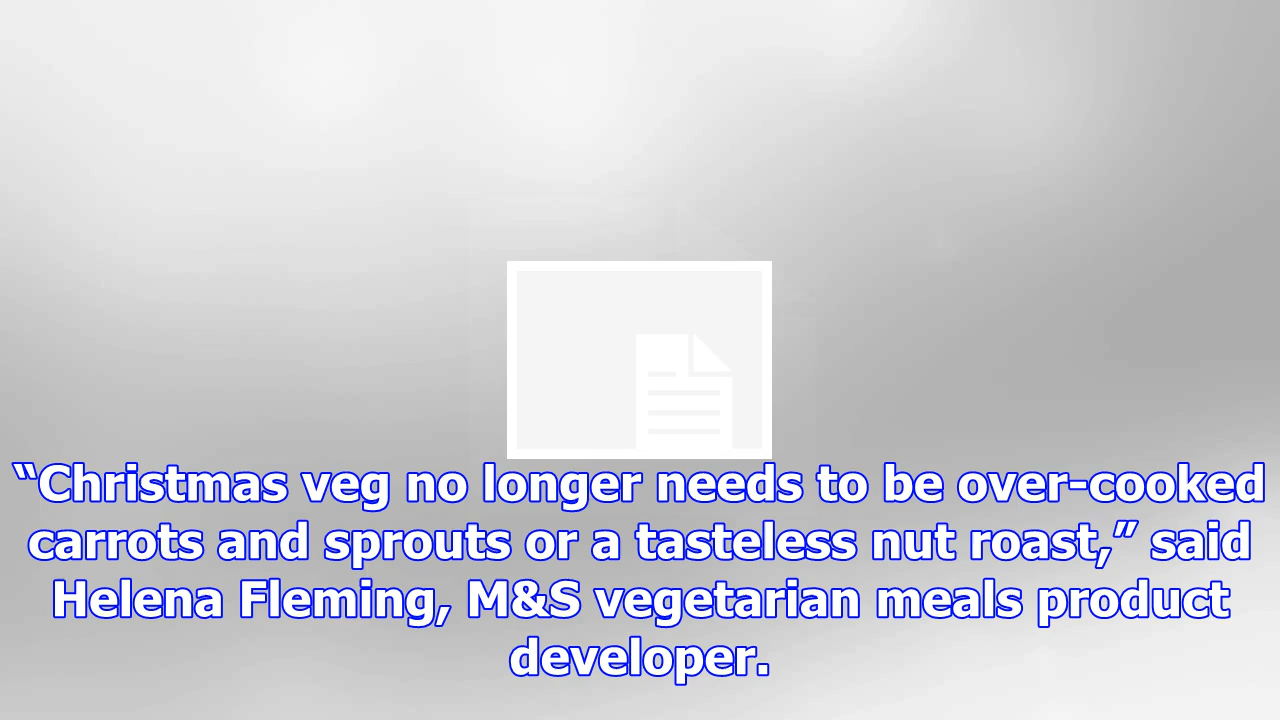 “Christmas veg no longer needs to be over-cooked
carrots and sprouts or a tasteless nut roast,” said
Helena Fleming, M&S vegetarian meals product
developer.